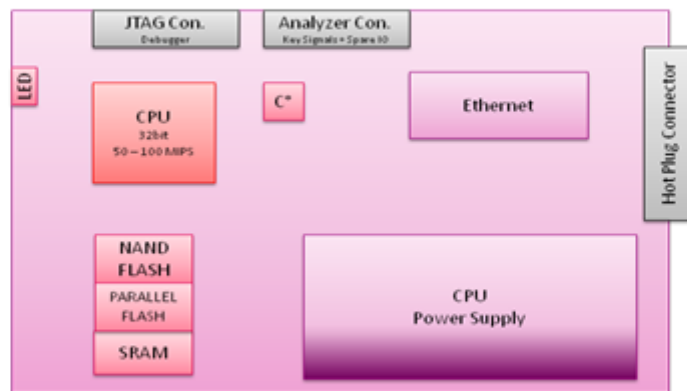 JTAG Con.
Debugger
Analyzer Con.
Key Signals + Spare IO
LED
CPU
32bit
50 – 100 MIPS
C*
Ethernet
Hot Plug Connector
NAND
FLASH
PARALLEL
FLASH
SRAM
CPU
Power Supply